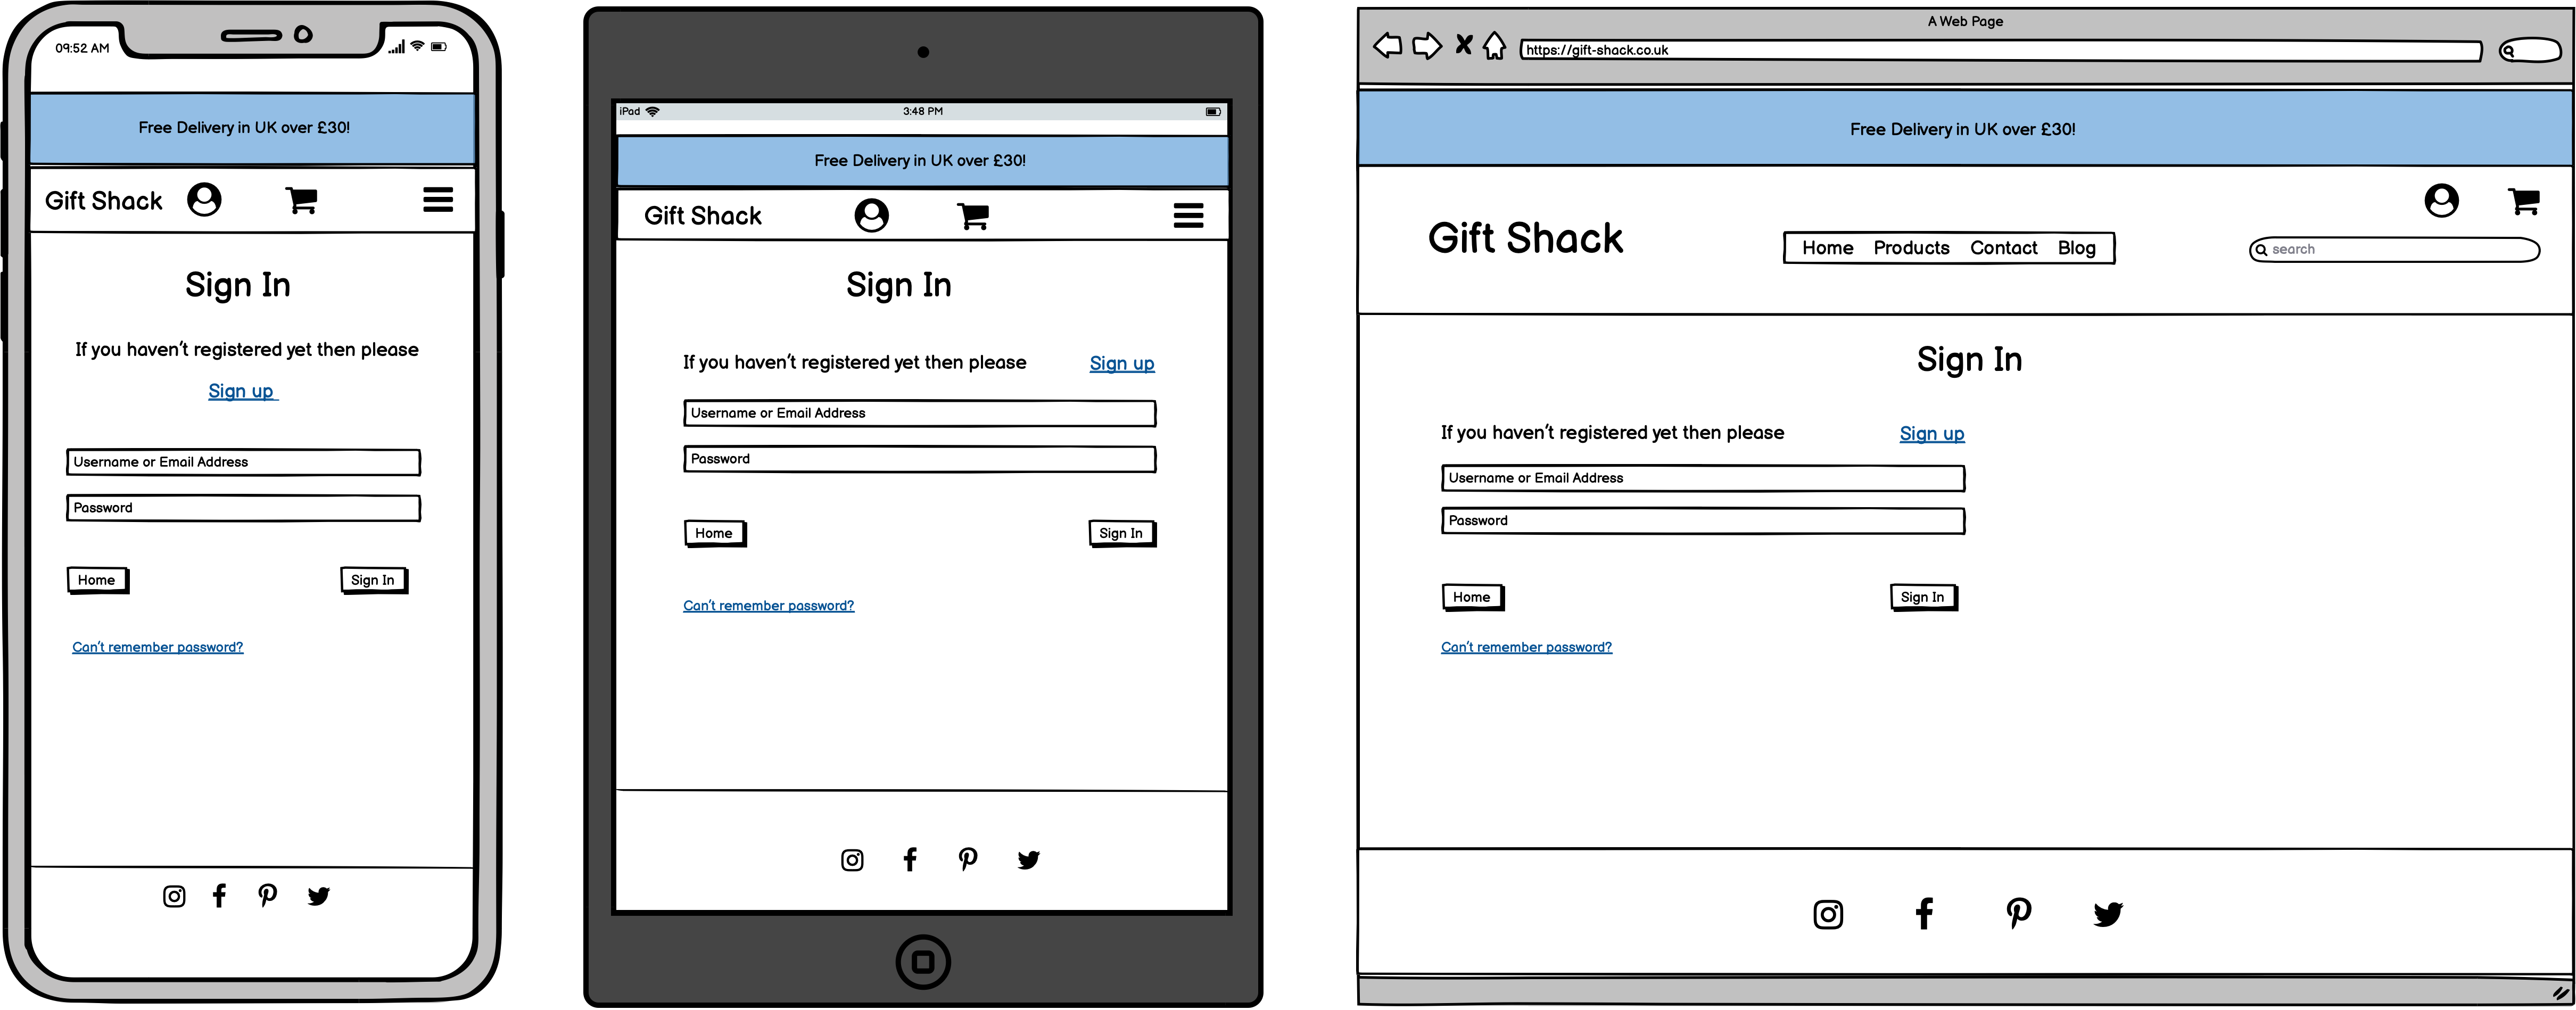 09:52 AM
Free Delivery in UK over £30!
Gift Shack
Sign In
If you haven't registered yet then please
Sign up
Username or Email Address
Password
Home Sign In
Can't remember password?
iPad 3:48 PM
Free Delivery in UK over £30!
Gift Shack
Sign In
If you haven't registered yet then please Sign up
Username or Email Address
Password
Home Sign In
Can't remember password?
A Web Page
https://gift-shack.co.uk
Free Delivery in UK over £30!
Gift Shack
Home Products Contact Blog
search
Sign In
If you haven't registered yet then please Sign up
Username or Email Address
Password
Home Sign In
Can't remember password?